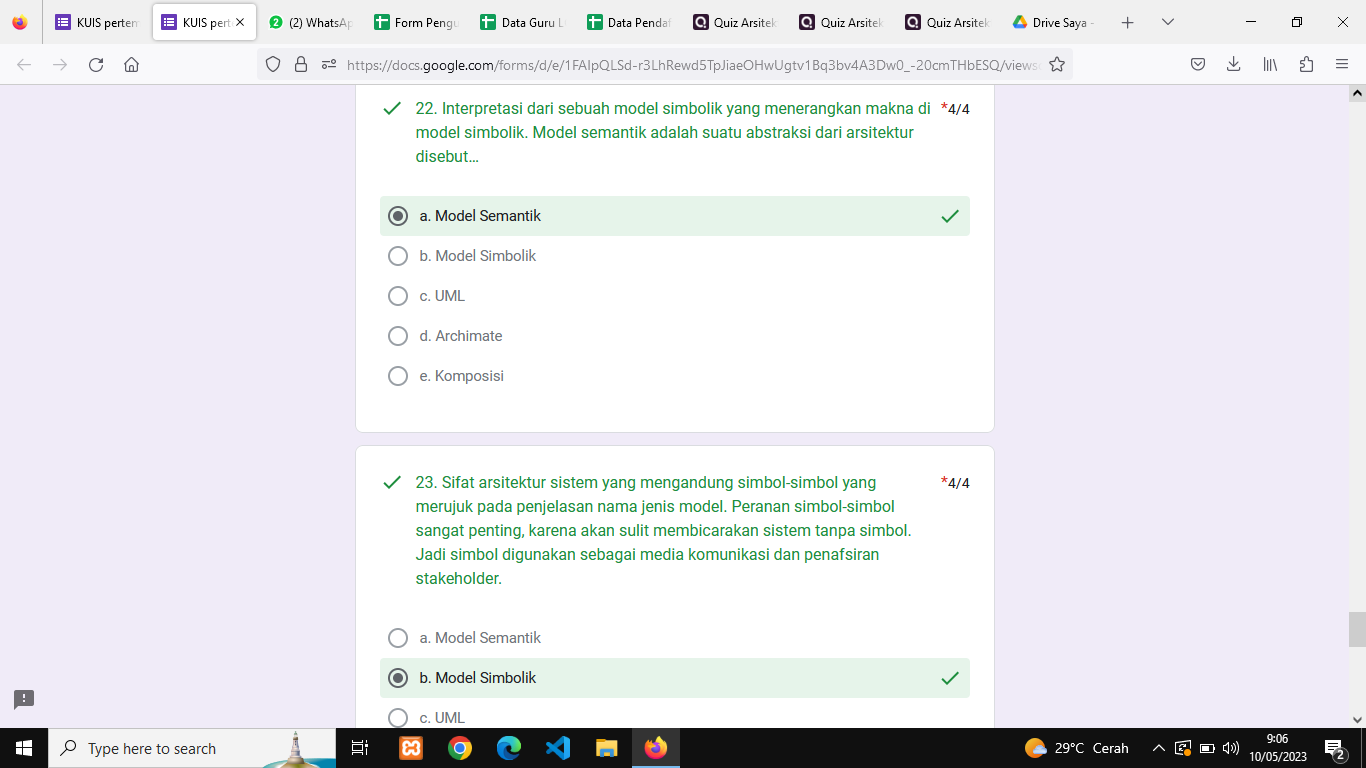 KUIS pertem
KUIS pert
(2) WhatsAp
Form Pengu
Data Guru L
Data Pendaf
Quiz Arsitek
Quiz Arsitek
Quiz Arsitek
Drive Saya -
https://docs.google.com/forms/d/e/1FAIpQLSd-r3LhRewd5TpJiaeOHwUgtv1Bq3bv4A3Dw0_-20cmTHbESQ/views
22. Interpretasi dari sebuah model simbolik yang menerangkan makna di *4/4
model simbolik. Model semantik adalah suatu abstraksi dari arsitektur
disebut...
a. Model Semantik
b. Model Simbolik
c. UML
d. Archimate
e. Komposisi
23. Sifat arsitektur sistem yang mengandung simbol-simbol yang *4/4
merujuk pada penjelasan nama jenis model. Peranan simbol-simbol
sangat penting, karena akan sulit membicarakan sistem tanpa simbol.
Jadi simbol digunakan sebagai media komunikasi dan penafsiran
stakeholder.
a. Model Semantik
b. Model Simbolik
c. UML
Type here to search
29°C Cerah
9:06
10/05/2023
2